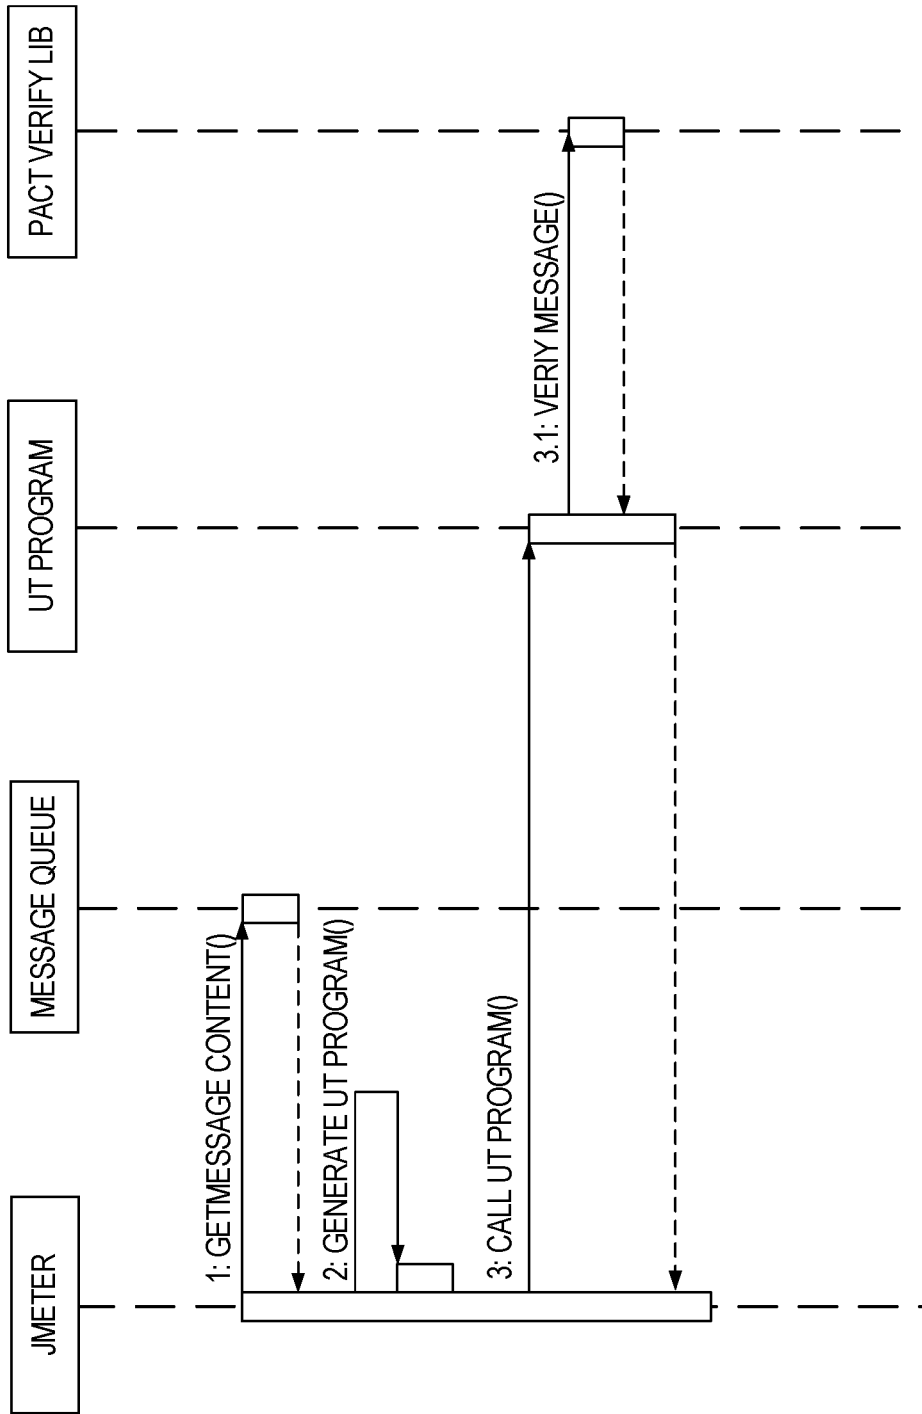 JMETER
MESSAGE QUEUE
UT PROGRAM
PACT VERIFY LIB
1: GETMESSAGE CONTENT()
2: GENERATE UT PROGRAM()
3: CALL UT PROGRAM()
3.1: VERIY MESSAGE()